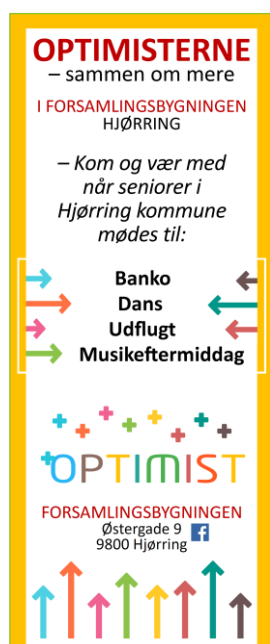 OPTIMISTERNE
– sammen om mere
I FORSAMLINGSBYGNINGEN
HJØRRING
– Kom og vær med
når seniorer i
Hjørring kommune
mødes til:
Banko
Dans
Udflugt
Musikeftermiddag
OPTIMIST
FORSAMLINGSBYGNINGEN
Østergade 9
9800 Hjørring